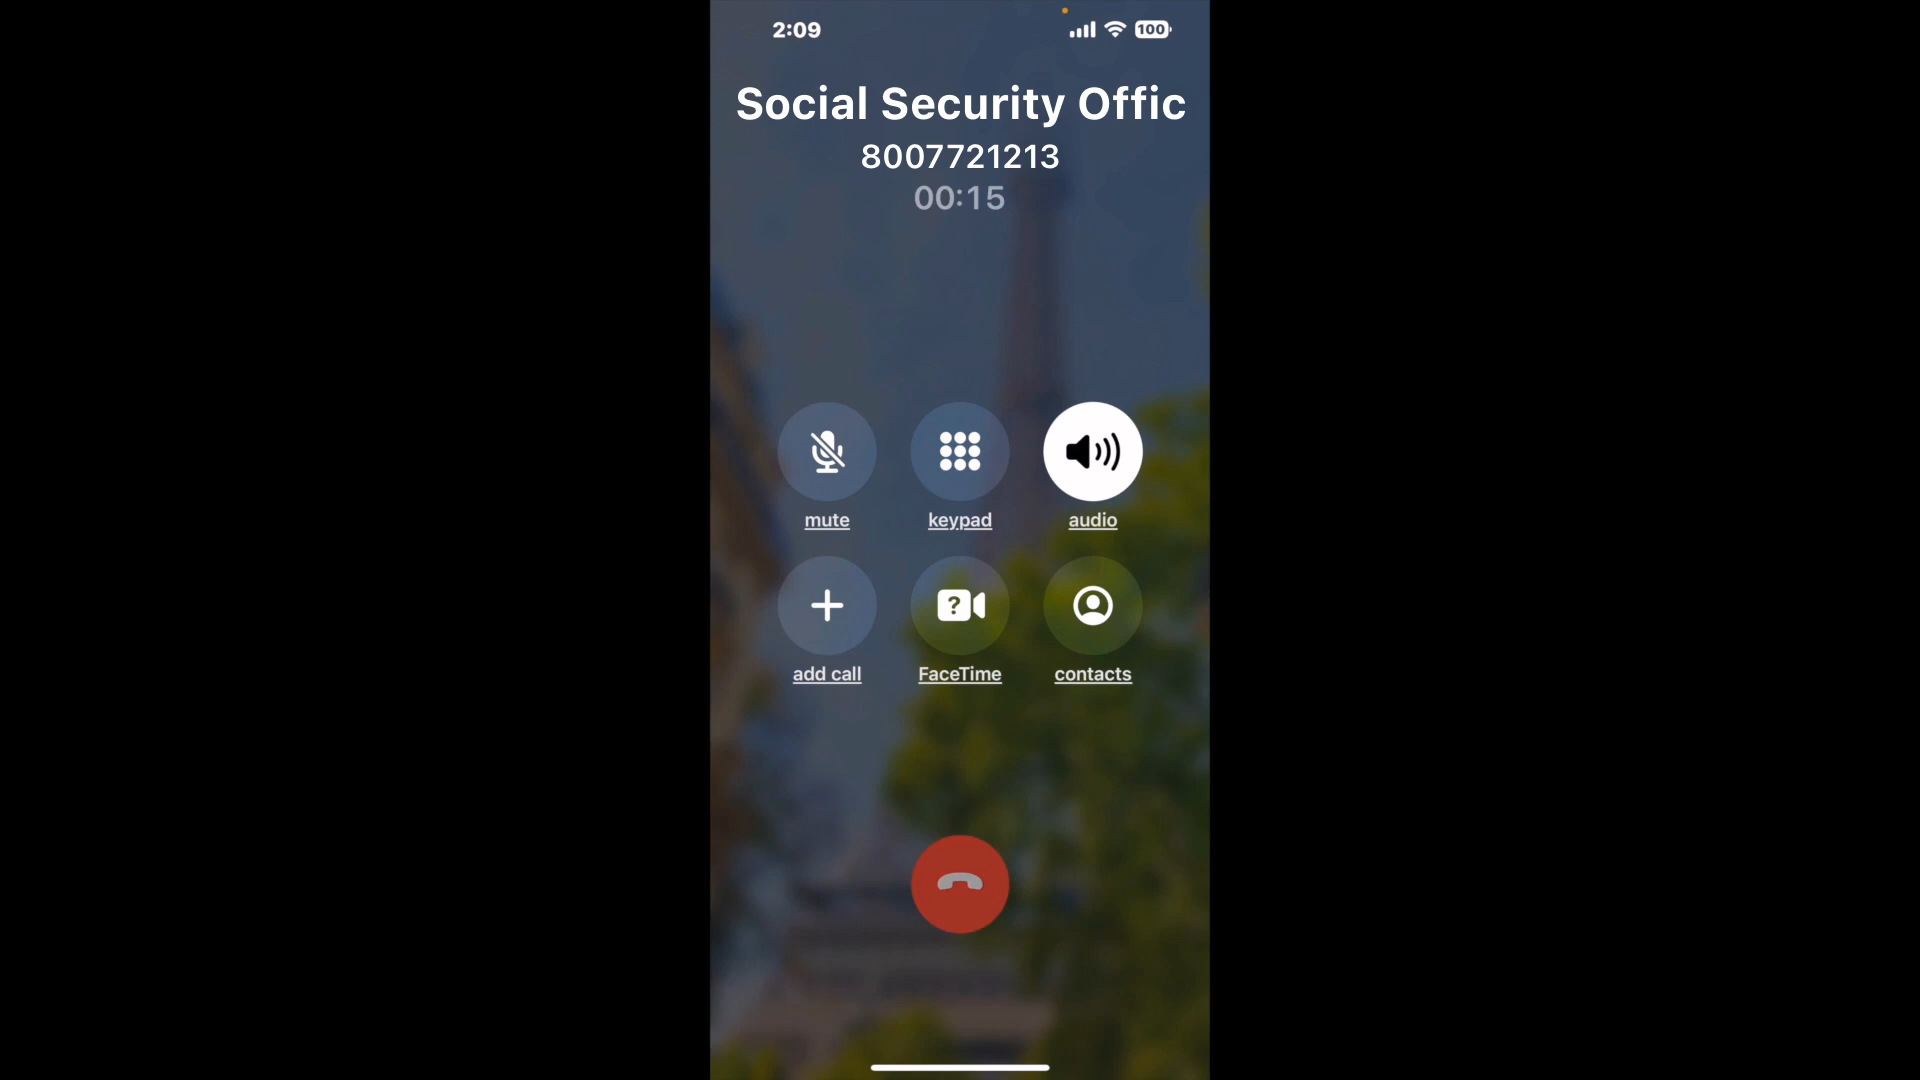 2:09
100
Social Security Offic
8007721213
00:15
mute
keypad
audio
?
add call
FaceTime
contacts